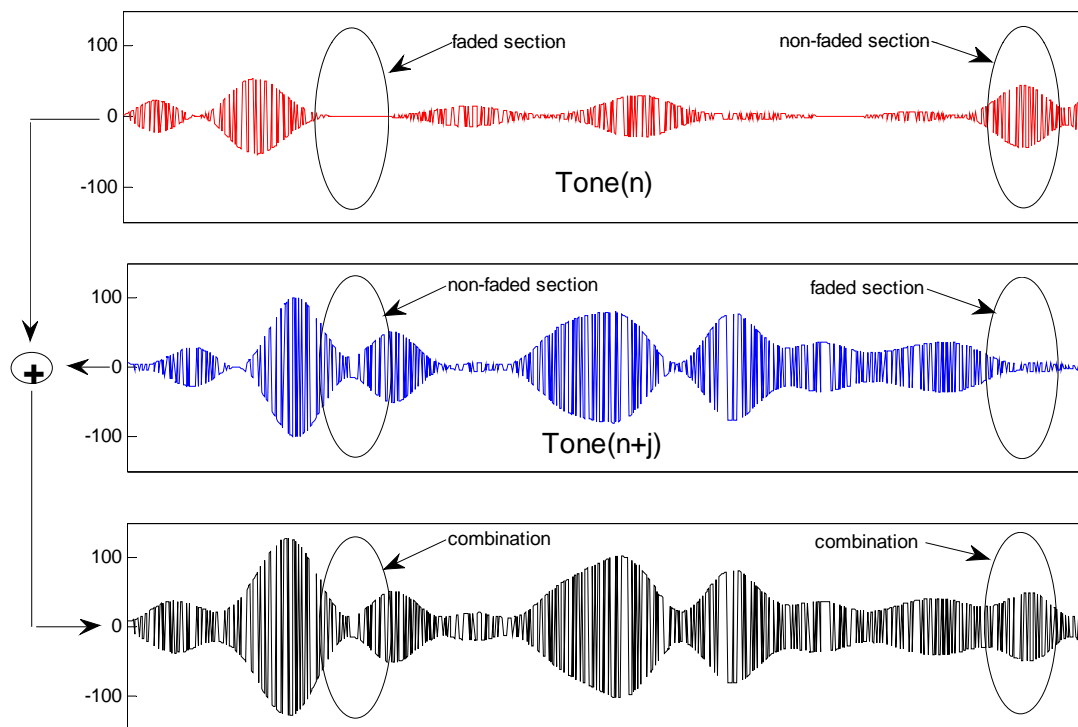 100
faded section
non-faded section
0
-100
Tone(n)
100
non-faded section
faded section
0
+
-100
Tone(n+j)
100
combination
combination
0
-100